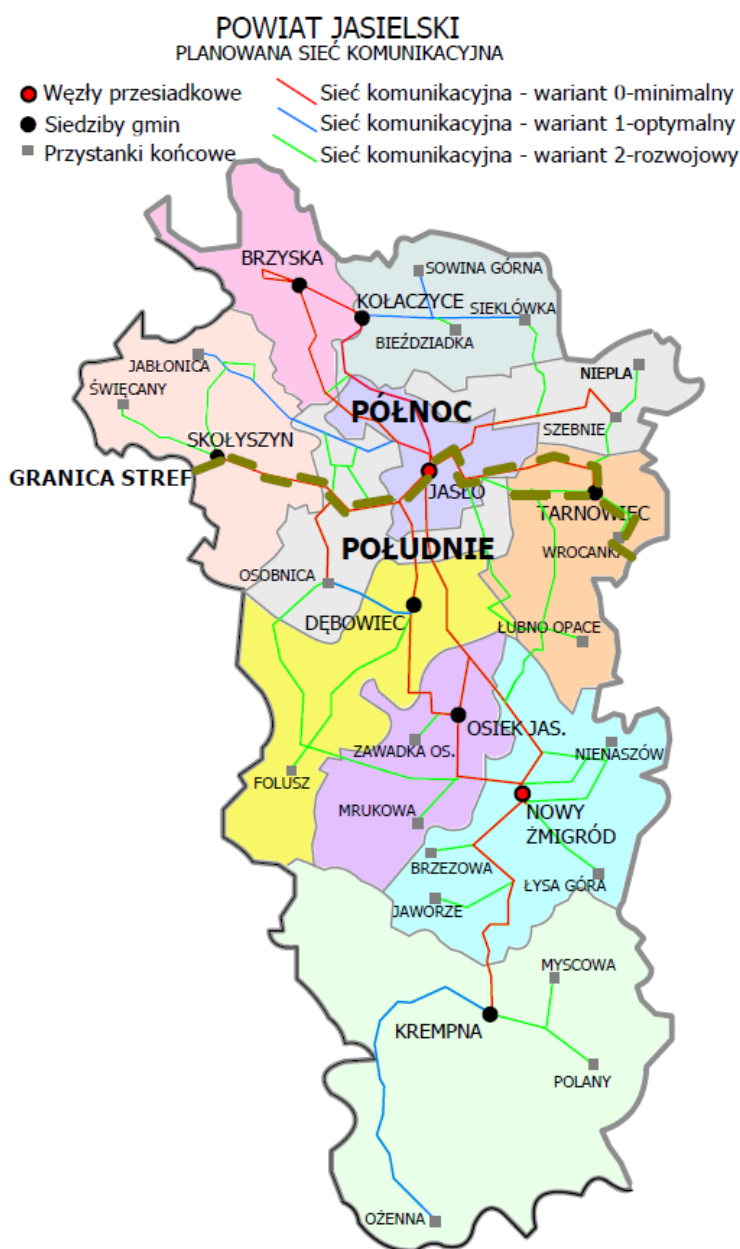 POWIAT JASIELSKI
PLANOWANA SIEĆ KOMUNIKACYJNA
Węzły przesiadkowe
Sieć komunikacyjna - wariant 0-minimalny
Siedziby gmin
Sieć komunikacyjna - wariant 1-optymalny
Przystanki końcowe
Sieć komunikacyjna - wariant 2-rozwojowy
BRZYSKA
SOWINA GÓRNA
KOŁACZYCE
SIEKLÓWKA
BIEŹDZIADKA
JABŁONICA
NIEPLA
ŚWIĘCANY
PÓŁNOC
SZEBNIE
SKOŁYSZYN
GRANICA STREF
JASŁO
TARNOWIEC
POŁUDNIE
WROCANKA
OSOBNICA
DĘBOWIEC
ŁUBNO OPACE
OSIEK JAS.
ZAWADKA OS.
NIENASZÓW
FOLUSZ
MRUKOWA
NOWY
ŻMIGRÓD
BRZEZOWA
ŁYSA GÓRA
JAWORZE
MYSCOWA
KREMPNA
POLANY
OŻENNA